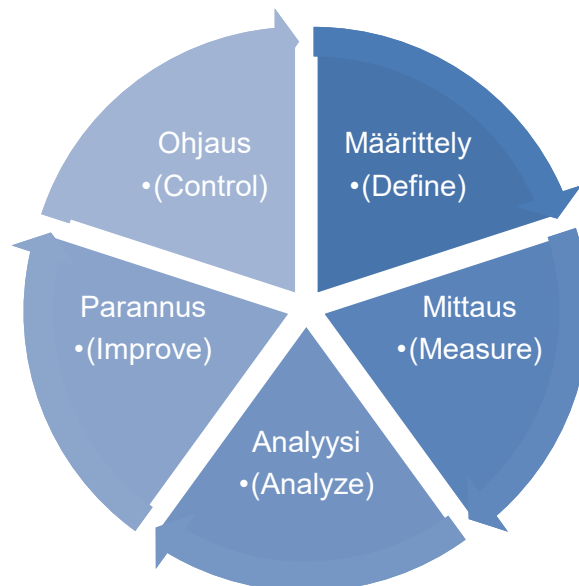 Määrittely
•(Define)
Mittaus
•(Measure)
Analyysi
•(Analyze)
Parannus
•(Improve)
Ohjaus
•(Control)